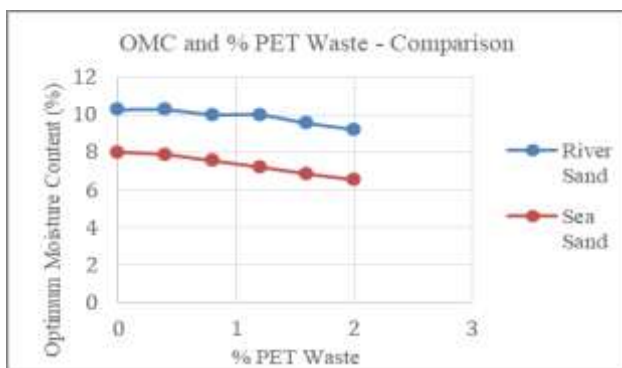 OMC and % PET Waste - Comparison
Optimum Moisture Content (%)
12
10
8
6
4
2
0
0 1 2 3
% PET Waste
River
Sand
Sea
Sand